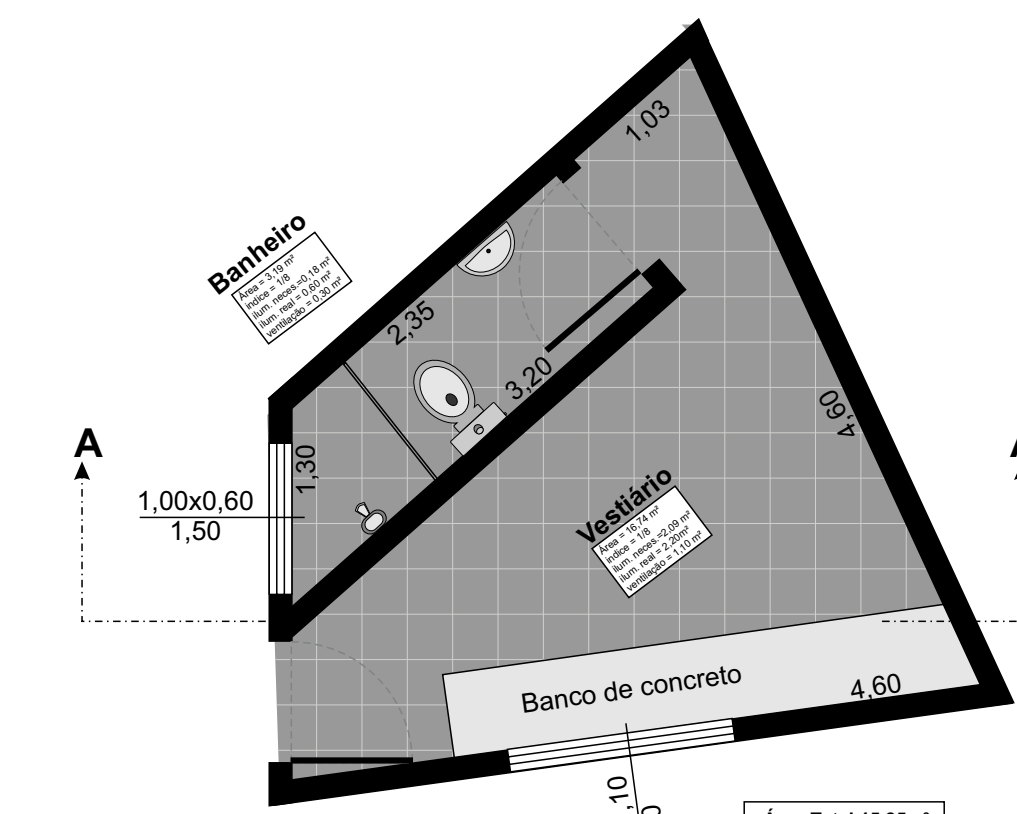 1,03
Banheiro
Área = 3,19 m²
indice = 1/8
ilum. neces.=0,18 m²
ilum. real = 0,60 m²
ventilação = 0,30 m²
2,35
3,20
4,60
A
A
1,30
1,00x0,60
1,50
Vestiário
Área = 16,74 m²
indice = 1/8
ilum. neces.=2,09 m²
ilum. real = 2,20m²
ventilação = 1,10 m²
Banco de concreto
4,60
,10